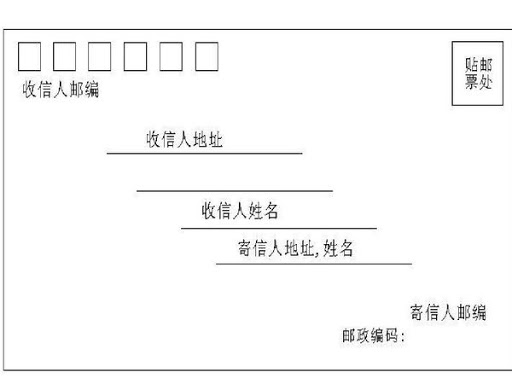 贴邮
票处
收信人邮编
收信人地址
收信人姓名
寄信人地址,姓名
寄信人邮编
邮政编码: